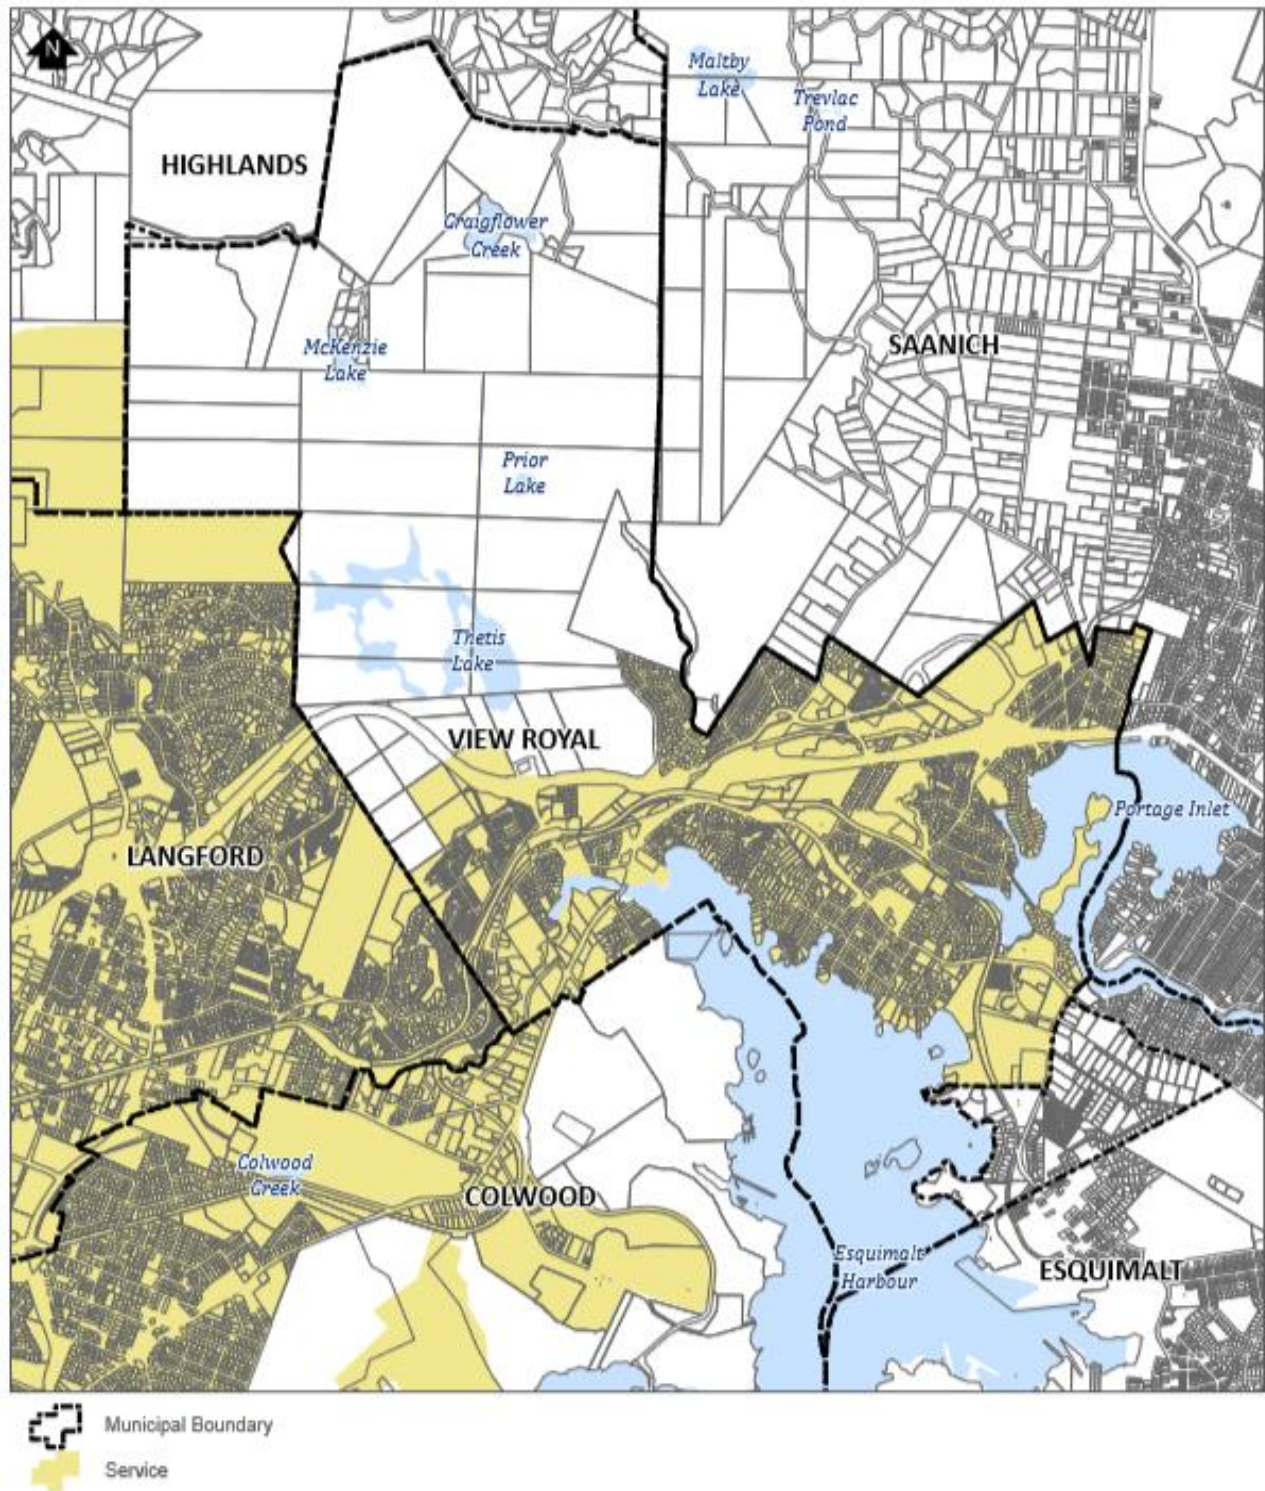 N
Maltby
Lake
Trevlac
Pond
HIGHLANDS
Craigflower
Creek
SAANICH
McKenzie
Lake
Prior
Lake
Thetis
Lake
VIEW ROYAL
Portage Inlet
LANGFORD
Colwood
Creek
COLWOOD
Esquimalt
Harbour
ESQUIMALT
Municipal Boundary
Service